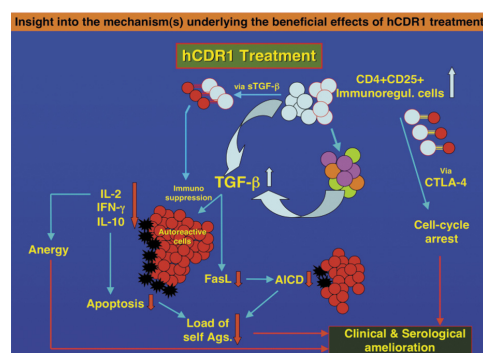 Insight into the mechanism(s) underlying the beneficial effects of hCDR1 treatment
hCDR1 Treatment
via sTGF-β
CD4+CD25+
Immunoregul. cells
Via
CTLA-4
Immuno
suppression
TGF-β
IL-2
IFN-γ
IL-10
Autoreactive
cells
Cell-cycle
arrest
Anergy
FasL
AICD
Apoptosis
Load of
self Ags.
Clinical & Serological
amelioration